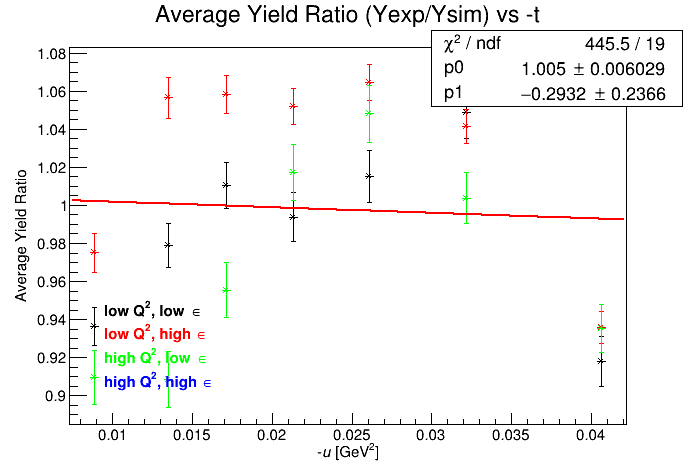 Average Yield Ratio (Yexp/Ysim) vs -t
χ² / ndf 445.5 / 19
p0 1.005 ± 0.006029
p1 −0.2932 ± 0.2366
Average Yield Ratio
1.08
1.06
1.04
1.02
1
0.98
0.96
0.94
0.92
0.9
low Q², low ∈
low Q², high ∈
high Q², low ∈
high Q², high ∈
0.01 0.015 0.02 0.025 0.03 0.035 0.04
-u [GeV²]